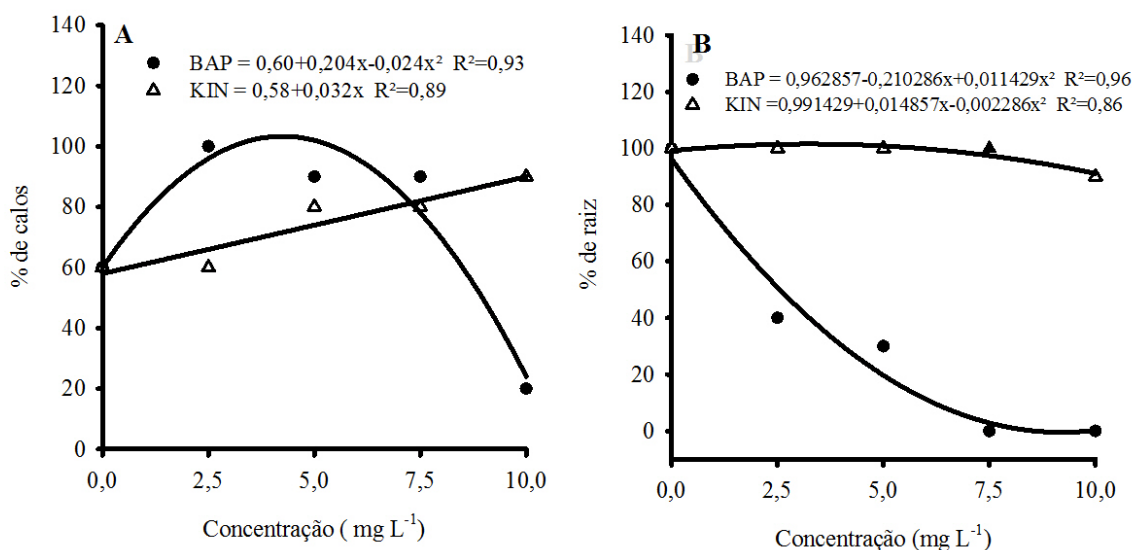 A
BAP = 0,60+0,204x-0,024x² R²=0,93
KIN = 0,58+0,032x R²=0,89
140
120
100
80
60
40
20
0
% de calos
0,0 2,5 5,0 7,5 10,0
Concentração ( mg L⁻¹)
B
B
BAP = 0,962857-0,210286x+0,011429x² R²=0,96
KIN =0,991429+0,014857x-0,002286x² R²=0,86
140
120
100
80
60
40
20
0
% de raiz
0,0 2,5 5,0 7,5 10,0
Concentração (mg L⁻¹)